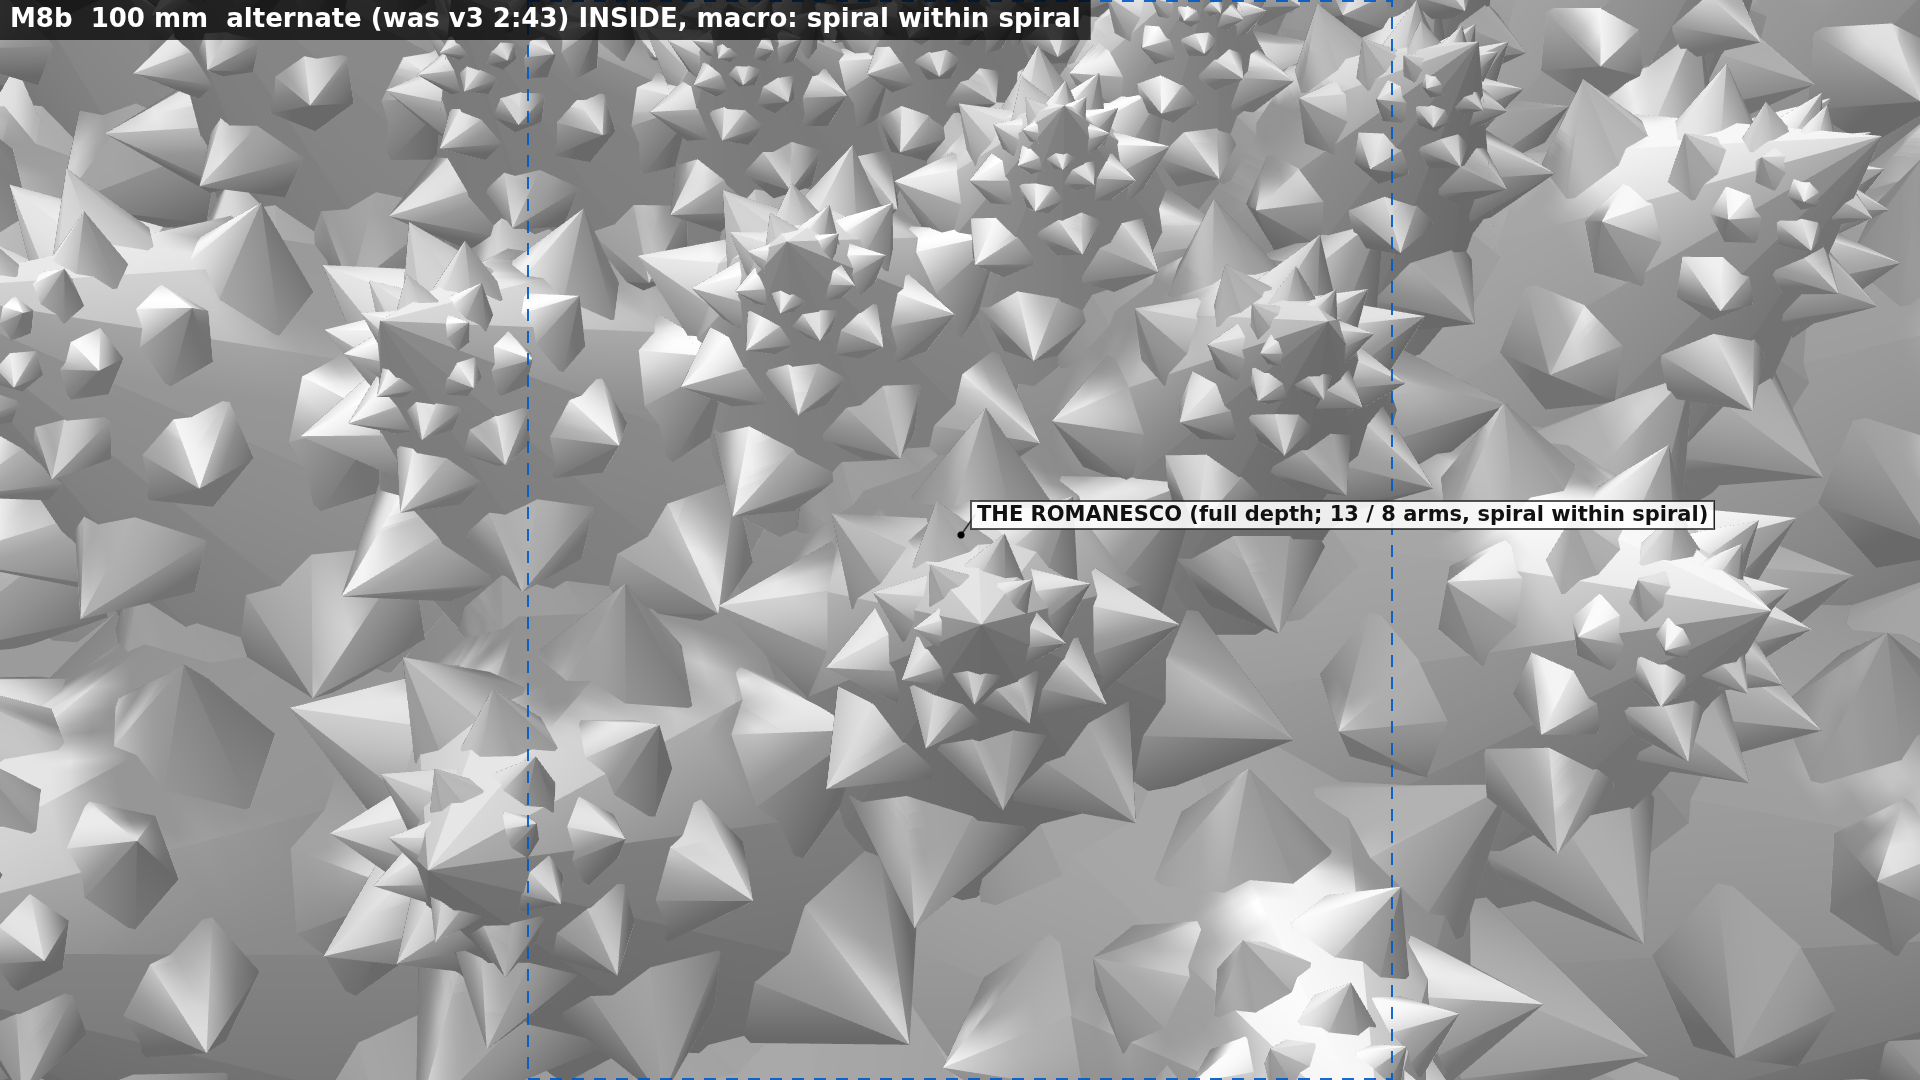 M8b  100 mm  alternate (was v3 2:43) INSIDE, macro: spiral within spiral
THE ROMANESCO (full depth; 13 / 8 arms, spiral within spiral)